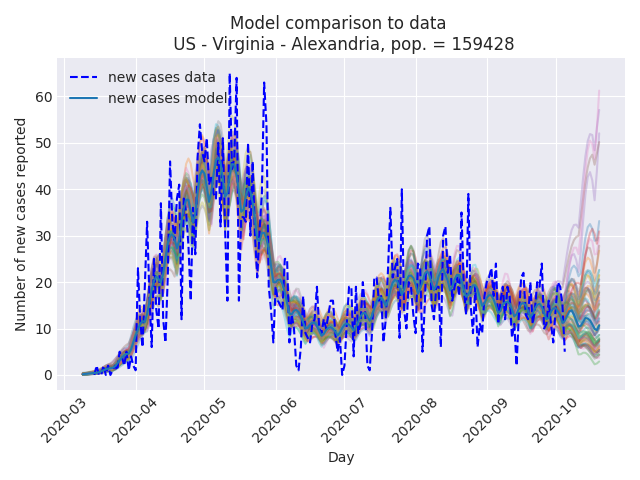 Model comparison to data
US - Virginia - Alexandria, pop. = 159428
new cases data
new cases model
Number of new cases reported
60
50
40
30
20
10
0
2020-03
2020-04
2020-05
2020-06
2020-07
2020-08
2020-09
2020-10
Day